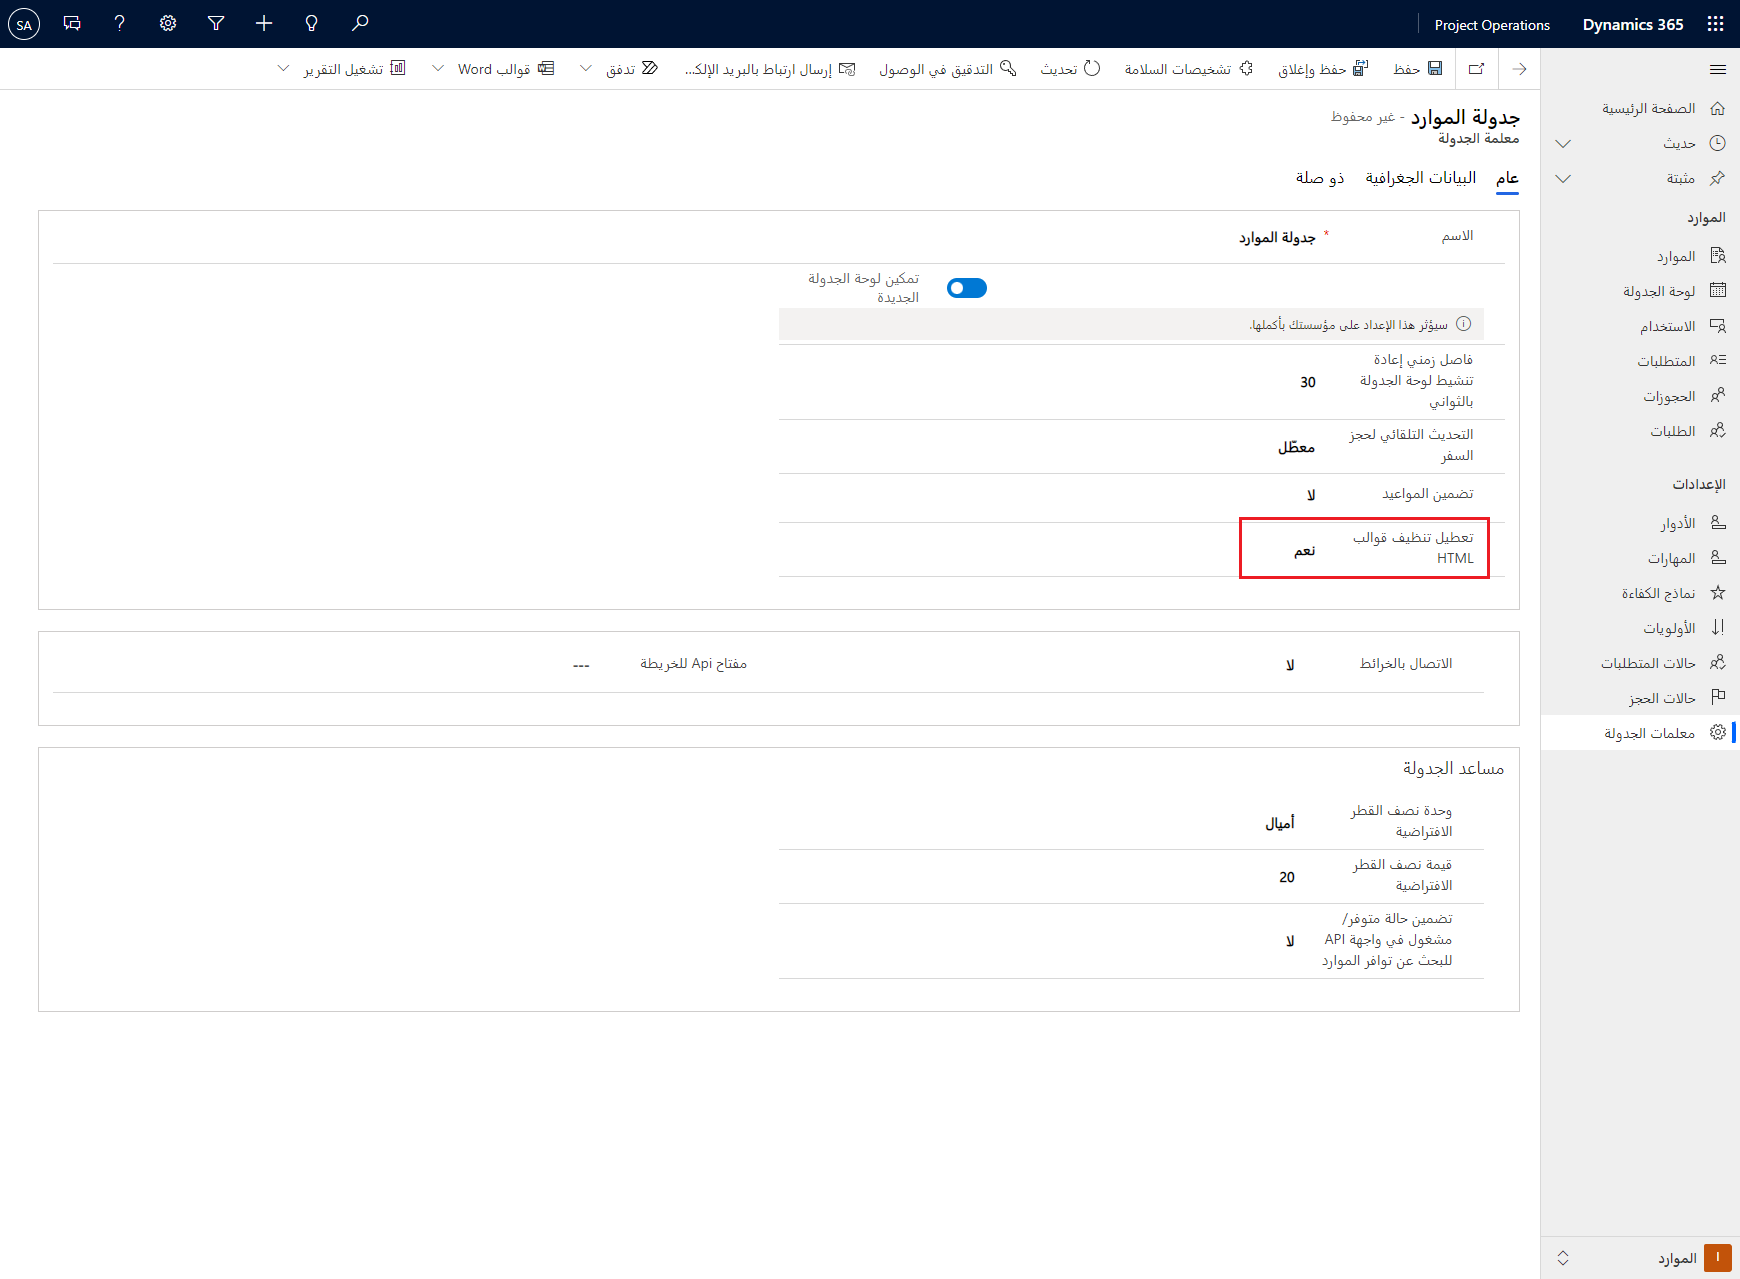 Dynamics 365
Project Operations
SA
حفظ
حفظ وإغلاق
تشخيصات السلامة
تحديث
التدقيق في الوصول
إرسال ارتباط بالبريد الإلكـ...
تدفق
قوالب Word
تشغيل التقرير
الصفحة الرئيسية
حديث
مثبتة
الموارد
الموارد
لوحة الجدولة
الاستخدام
المتطلبات
الحجوزات
الطلبات
الإعدادات
الأدوار
المهارات
نماذج الكفاءة
الأولويات
حالات المتطلبات
حالات الحجز
معلمات الجدولة
ا الموارد
جدولة الموارد - غير محفوظ
معلمة الجدولة
عام
البيانات الجغرافية
ذو صلة
الاسم
* جدولة الموارد
تمكين لوحة الجدولة
الجديدة
سيؤثر هذا الإعداد على مؤسستك بأكملها.
فاصل زمني إعادة
تنشيط لوحة الجدولة
بالثواني
30
التحديث التلقائي لحجز
السفر
معطّل
تضمين المواعيد
لا
تعطيل تنظيف قوالب
HTML
نعم
الاتصال بالخرائط
لا
مفتاح Api للخريطة
---
مساعد الجدولة
وحدة نصف القطر
الافتراضية
أميال
قيمة نصف القطر
الافتراضية
20
تضمين حالة متوفر/
مشغول في واجهة API
للبحث عن توافر الموارد
لا